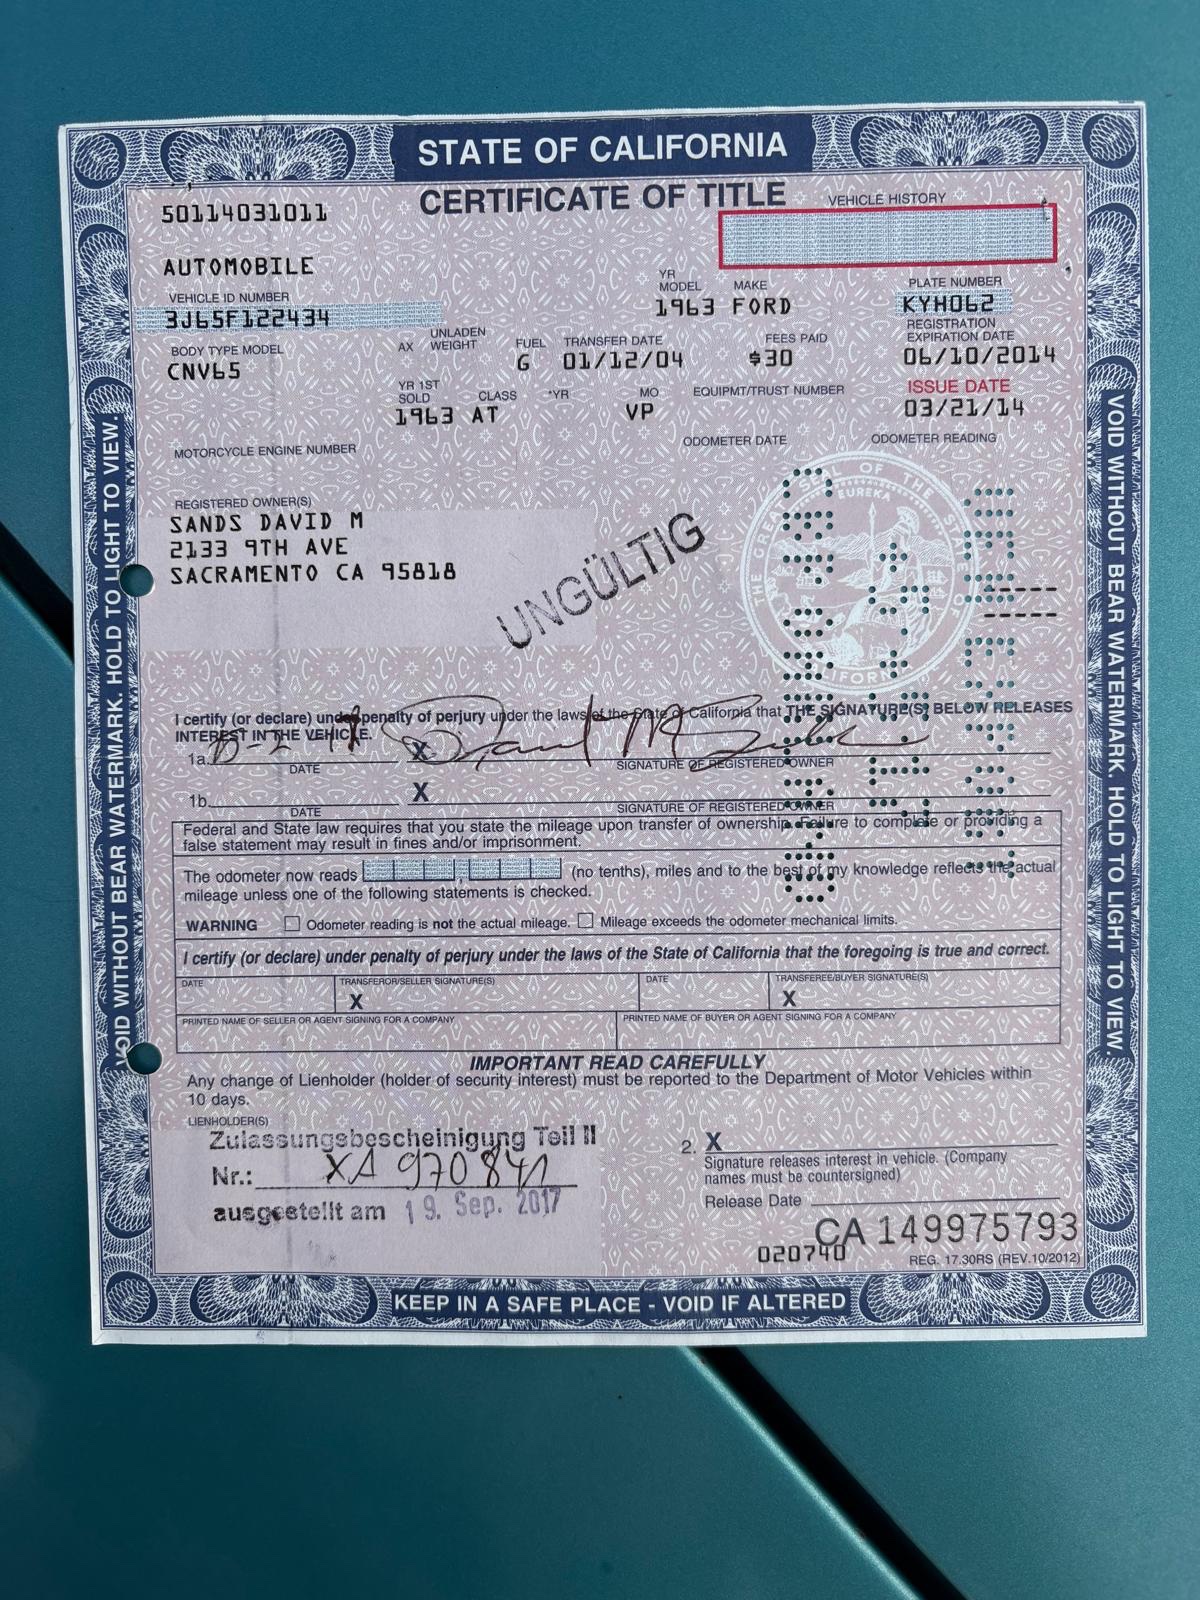 STATE OF CALIFORNIA
CERTIFICATE OF TITLE
VEHICLE HISTORY
50114031011
AUTOMOBILE
YR MODEL
MAKE
PLATE NUMBER
1963 FORD
KYH062
VEHICLE ID NUMBER
3J65F122434
REGISTRATION EXPIRATION DATE
BODY TYPE MODEL
AX
UNLADEN WEIGHT
FUEL
TRANSFER DATE
FEES PAID
CNV65
G
01/12/04
$30
06/10/2014
YR 1ST SOLD
CLASS
*YR
MO
EQUIPMT/TRUST NUMBER
ISSUE DATE
1963 AT
VP
03/21/14
MOTORCYCLE ENGINE NUMBER
ODOMETER DATE
ODOMETER READING
REGISTERED OWNER(S)
SANDS DAVID M
2133 9TH AVE
SACRAMENTO CA 95818
UNGÜLTIG
THE GREAT SEAL OF THE STATE OF CALIFORNIA
EUREKA
I certify (or declare) under penalty of perjury under the laws of the State of California that THE SIGNATURE(S) BELOW RELEASES
INTEREST IN THE VEHICLE.
1a.
X
DATE
SIGNATURE OF REGISTERED OWNER
1b.
X
DATE
SIGNATURE OF REGISTERED OWNER
Federal and State law requires that you state the mileage upon transfer of ownership. Failure to complete or providing a
false statement may result in fines and/or imprisonment.
The odometer now reads (no tenths), miles and to the best of my knowledge reflects the actual
mileage unless one of the following statements is checked.
WARNING Odometer reading is not the actual mileage. Mileage exceeds the odometer mechanical limits.
I certify (or declare) under penalty of perjury under the laws of the State of California that the foregoing is true and correct.
DATE
TRANSFEROR/SELLER SIGNATURE(S)
DATE
TRANSFEREE/BUYER SIGNATURE(S)
X
X
PRINTED NAME OF SELLER OR AGENT SIGNING FOR A COMPANY
PRINTED NAME OF BUYER OR AGENT SIGNING FOR A COMPANY
IMPORTANT READ CAREFULLY
Any change of Lienholder (holder of security interest) must be reported to the Department of Motor Vehicles within
10 days.
LIENHOLDER(S)
Zulassungsbescheinigung Teil II
Nr.: XA 970841
ausgestellt am 19. Sep. 2017
2. X
Signature releases interest in vehicle. (Company
names must be countersigned)
Release Date
CA 149975793
020740
REG. 17.30RS (REV.10/2012)
KEEP IN A SAFE PLACE - VOID IF ALTERED
VOID WITHOUT BEAR WATERMARK. HOLD TO LIGHT TO VIEW.
VOID WITHOUT BEAR WATERMARK. HOLD TO LIGHT TO VIEW.